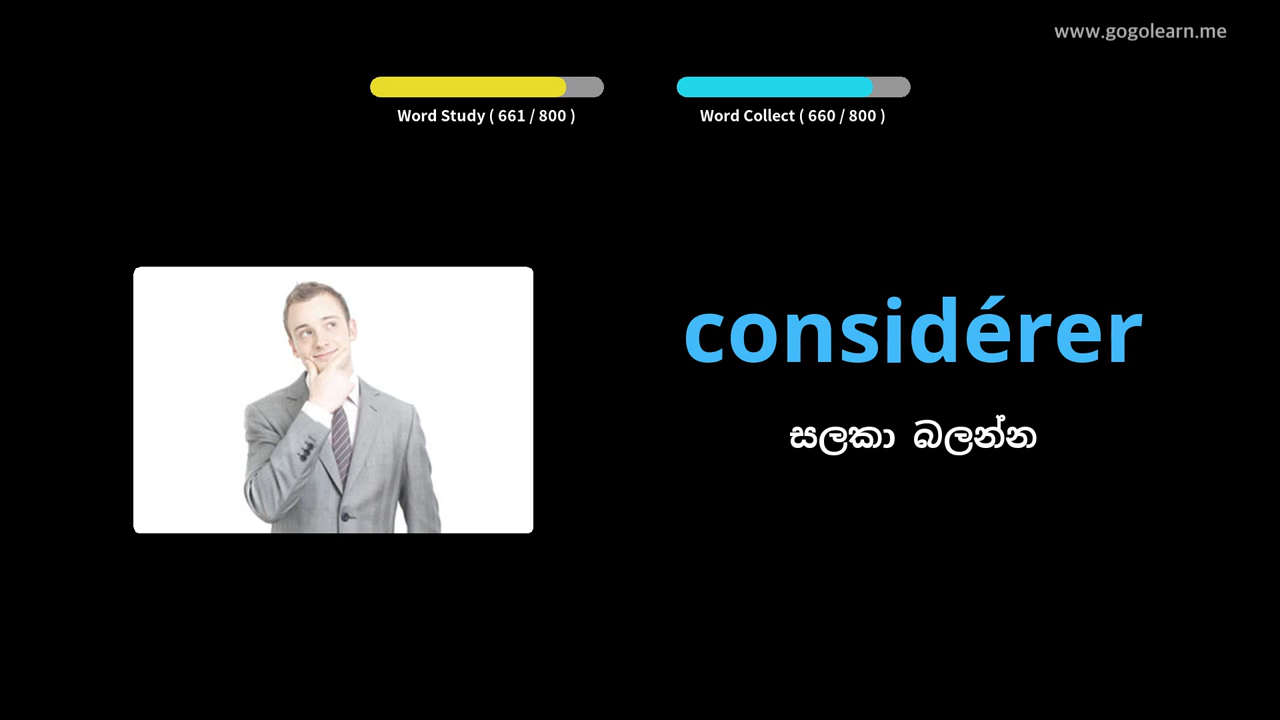 www.gogolearn.me
Word Study ( 661 / 800 )
Word Collect ( 660 / 800 )
considérer
සලකා බලන්න